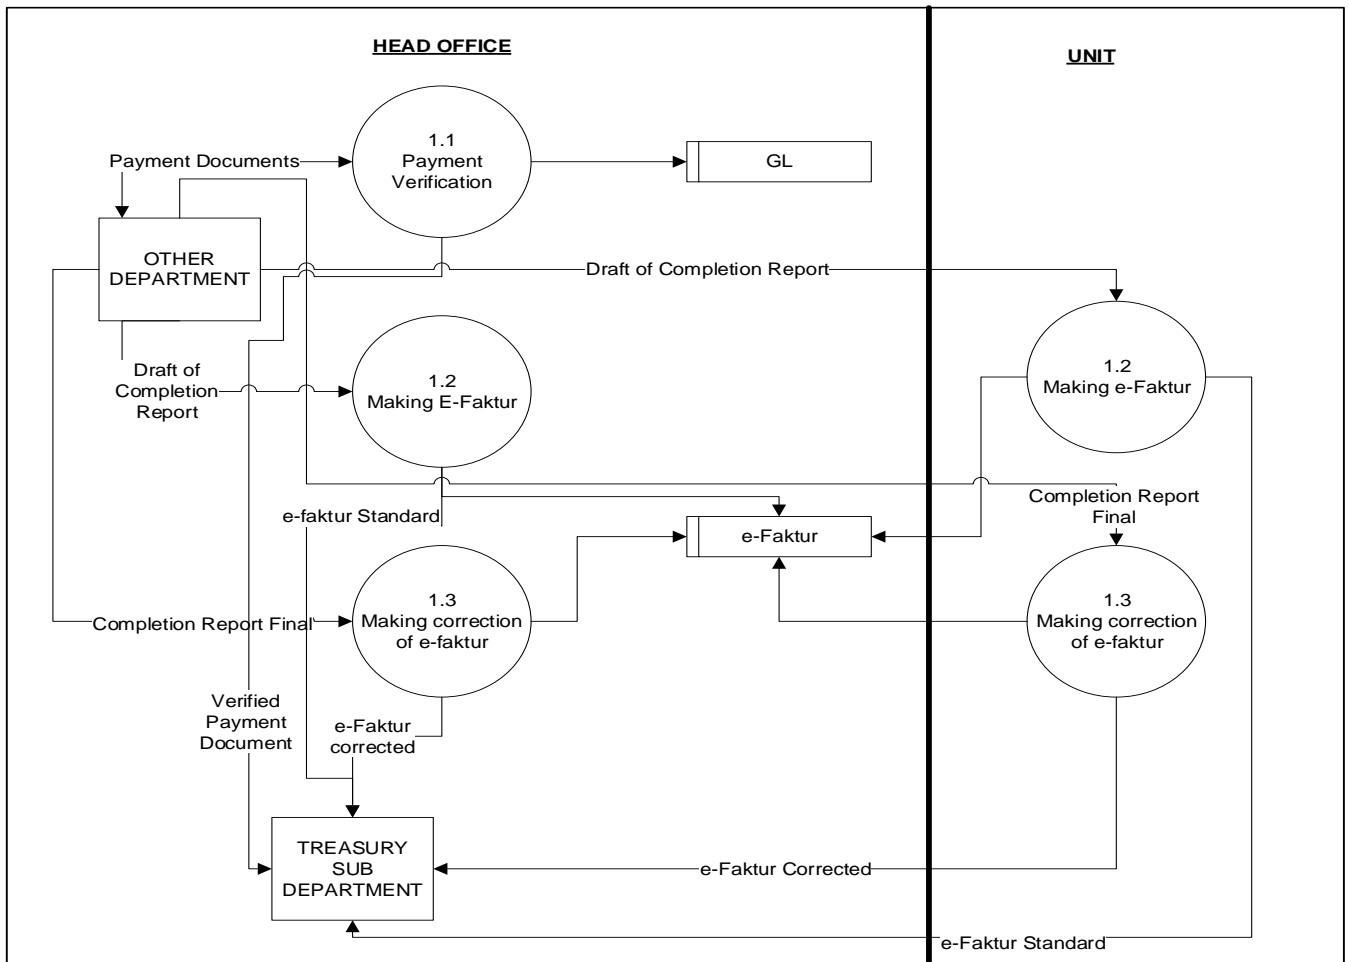 HEAD OFFICE
UNIT
1.1
Payment
Verification
Payment Documents
GL
OTHER
DEPARTMENT
Draft of Completion Report
Draft of
Completion
Report
1.2
Making E-Faktur
1.2
Making e-Faktur
e-faktur Standard
e-Faktur
Completion Report
Final
1.3
Making correction
of e-faktur
1.3
Making correction
of e-faktur
Completion Report Final
Verified
Payment
Document
e-Faktur
corrected
TREASURY
SUB
DEPARTMENT
e-Faktur Corrected
e-Faktur Standard